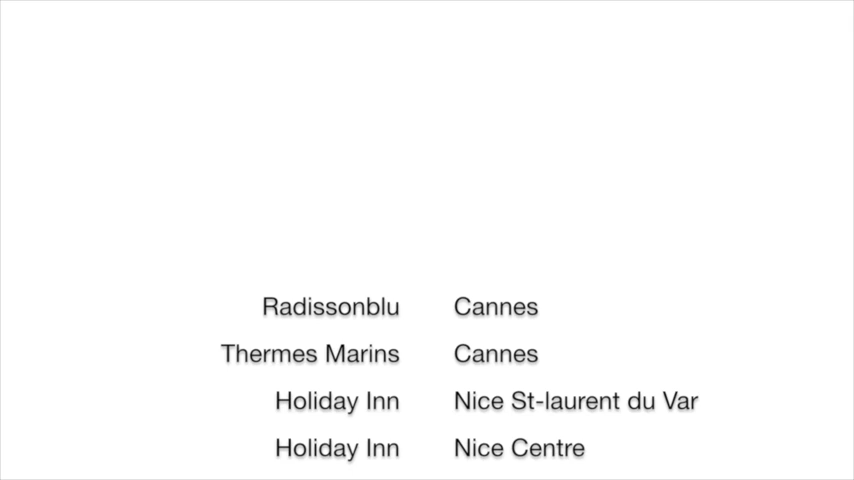 Radissonblu Cannes
Thermes Marins Cannes
Holiday Inn Nice St-laurent du Var
Holiday Inn Nice Centre